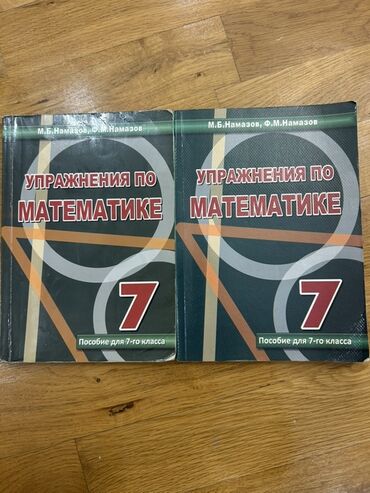 М.Б.Намазов, Ф.М.Намазов
УПРАЖНЕНИЯ ПО
МАТЕМАТИКЕ
7
Пособие для 7-го класса
М.Б.Намазов, Ф.М.Намазов
УПРАЖНЕНИЯ ПО
МАТЕМАТИКЕ
7
Пособие для 7-го класса